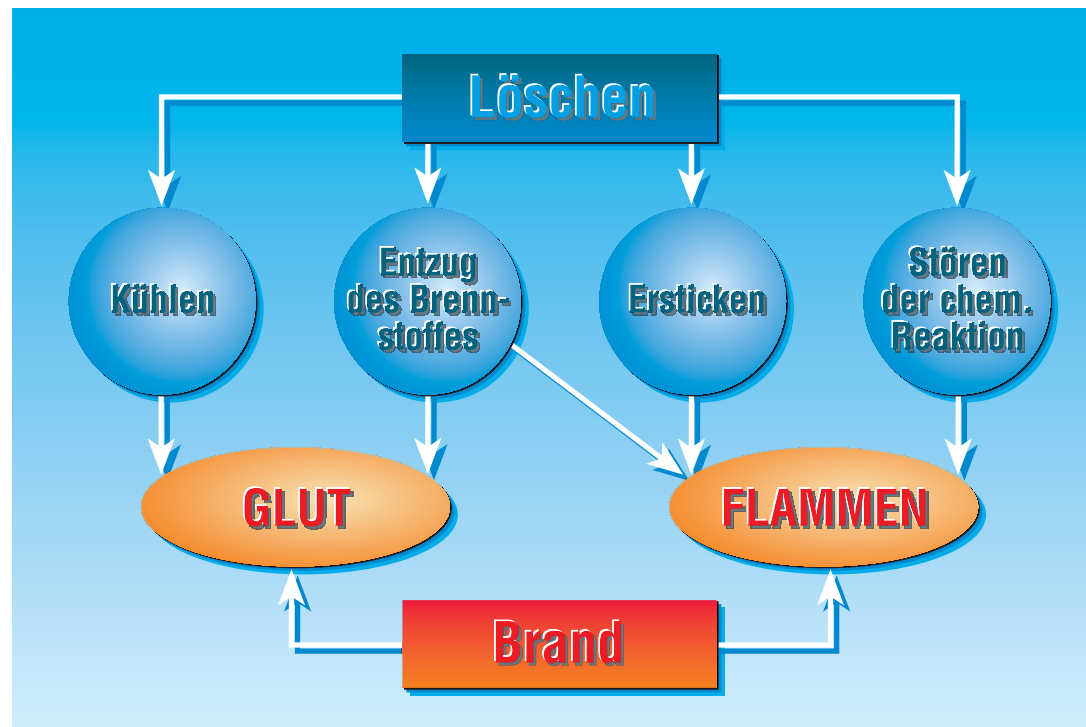 Löschen
Kühlen
Entzug
des Brenn-
stoffes
Ersticken
Stören
der chem.
Reaktion
GLUT
FLAMMEN
Brand